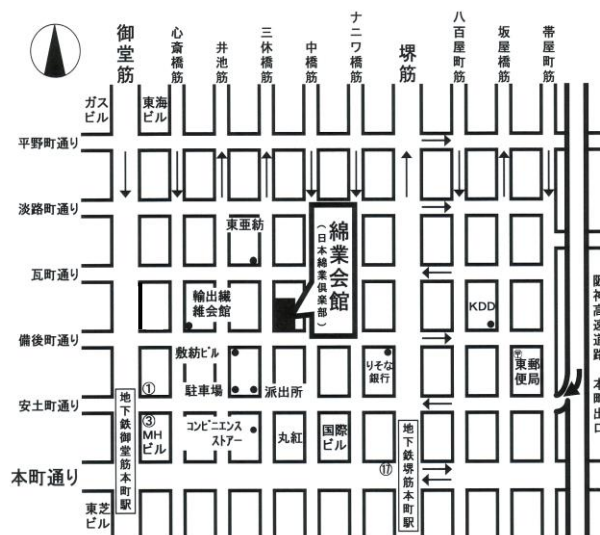 御堂筋
心斎橋筋
井池筋
三休橋筋
中橋筋
ナニワ橋筋
堺筋
八百屋町筋
坂屋橋筋
帯屋町筋
ガス
ビル
東海
ビル
平野町通り
淡路町通り
東亜紡
綿業会館
(日本綿業倶楽部)
瓦町通り
輸出繊
維会館
KDD
阪神高速道路 本町出口
備後町通り
敷紡ビル
りそな
銀行
〒
東郵
便局
①
駐車場
派出所
安土町通り
地下鉄御堂筋本町駅
③
MH
ビル
コンビニエンス
ストアー
丸紅
国際
ビル
地下鉄堺筋本町駅
⑰
本町通り
東芝
ビル